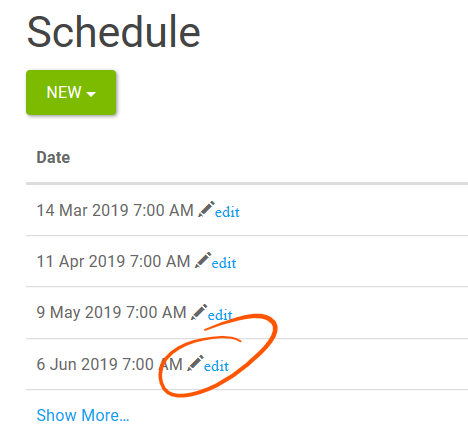 Schedule
NEW
Date
14 Mar 2019 7:00 AM edit
11 Apr 2019 7:00 AM edit
9 May 2019 7:00 AM edit
6 Jun 2019 7:00 AM edit
Show More...